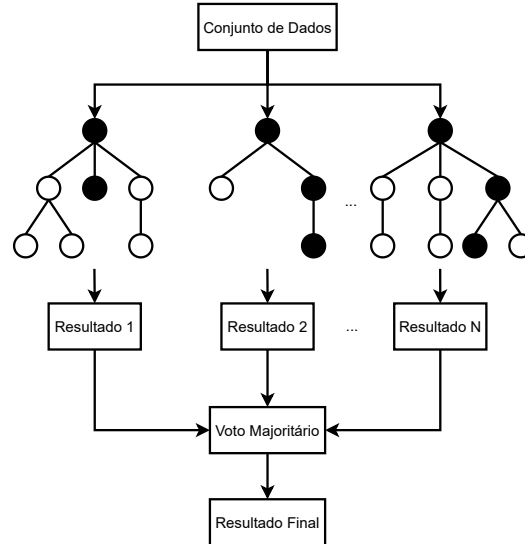 Conjunto de Dados
...
Resultado 1
Resultado 2
...
Resultado N
Voto Majoritário
Resultado Final